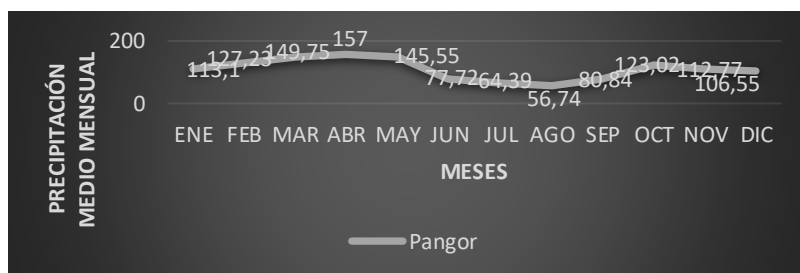 PRECIPITACIÓN
MEDIO MENSUAL
200
0
113,1
127,23
149,75
157
145,55
77,72
64,39
56,74
80,84
123,02
112,77
106,55
ENE FEB MAR ABR MAY JUN JUL AGO SEP OCT NOV DIC
MESES
Pangor